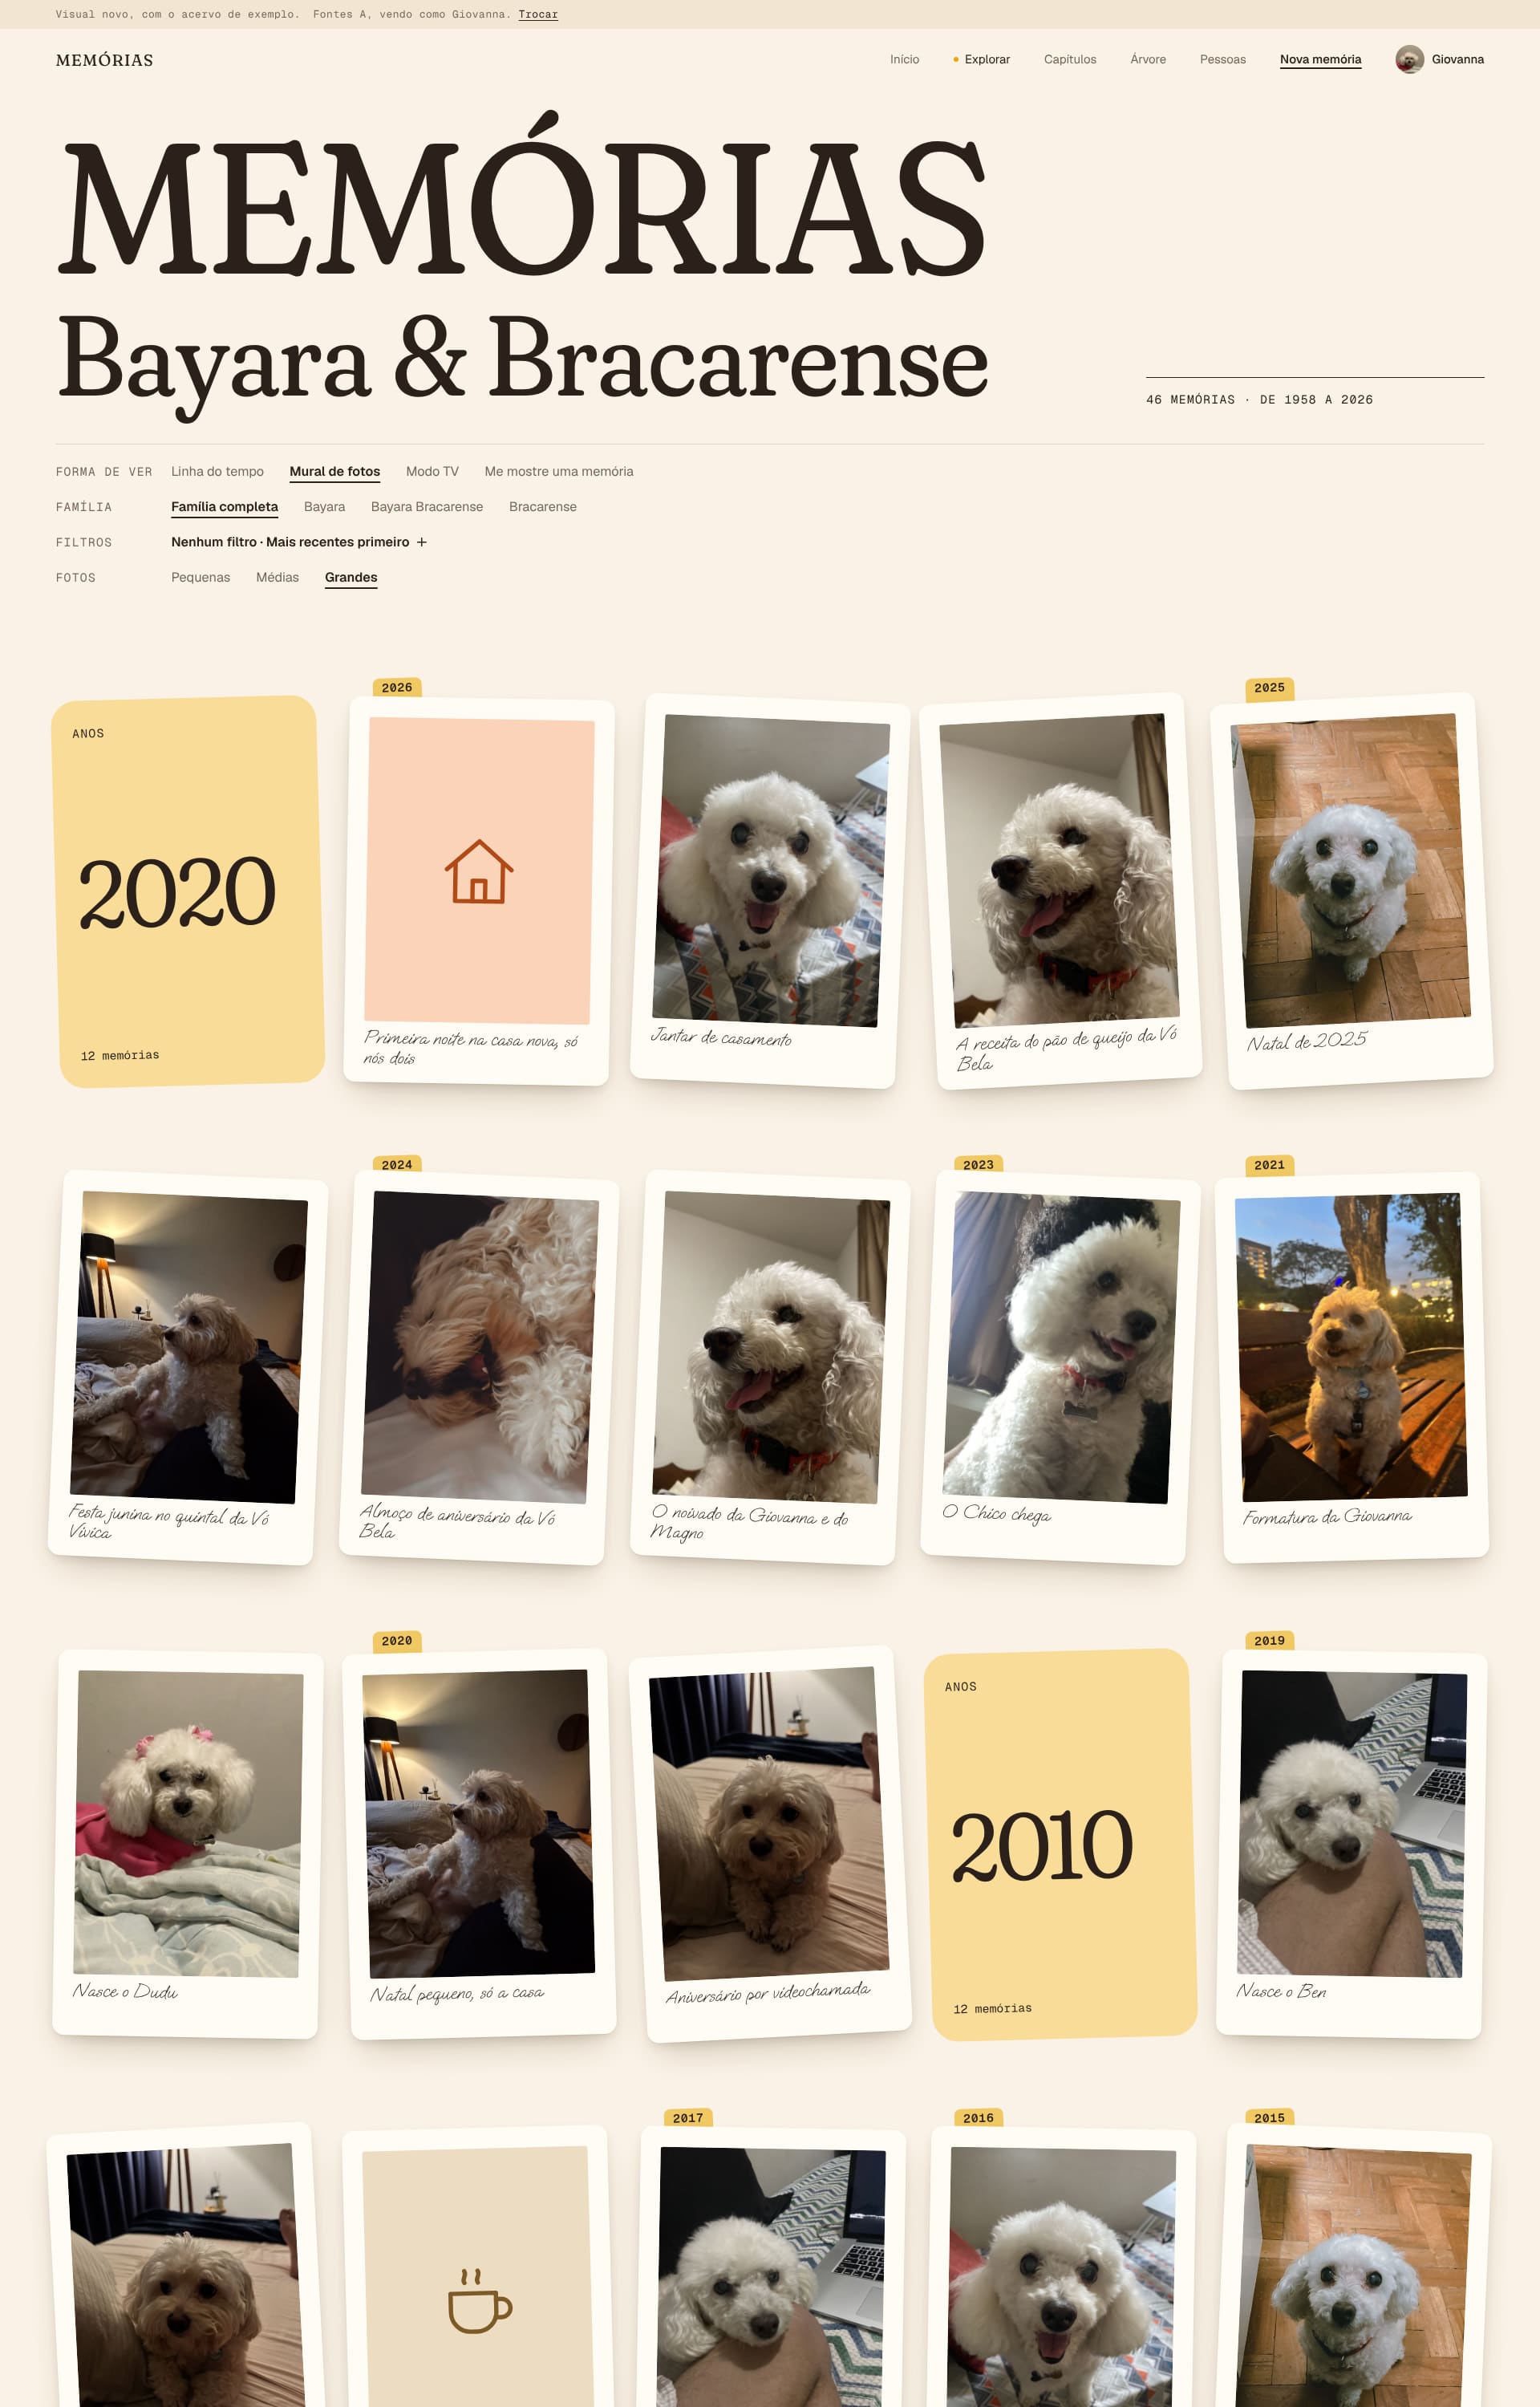 Visual novo, com o acervo de exemplo. Fontes A, vendo como Giovanna. Trocar
MEMÓRIAS
Início
Explorar
Capítulos
Árvore
Pessoas
Nova memória
Giovanna
MEMÓRIAS
Bayara & Bracarense
46 MEMÓRIAS · DE 1958 A 2026
FORMA DE VER Linha do tempo Mural de fotos Modo TV Me mostre uma memória
FAMÍLIA Família completa Bayara Bayara Bracarense Bracarense
FILTROS Nenhum filtro · Mais recentes primeiro +
FOTOS Pequenas Médias Grandes
ANOS
2020
12 memórias
2026
Primeira noite na casa nova, só
nós dois
Jantar de casamento
A receita do pão de queijo da Vó
Bela
2025
Natal de 2025
Festa junina no quintal da Vó
Vivica
2024
Almoço de aniversário da Vó
Bela
O noivado da Giovanna e do
Magno
2023
O Chico chega
2021
Formatura da Giovanna
Nasce o Dudu
2020
Natal pequeno, só a casa
Aniversário por videochamada
ANOS
2010
12 memórias
2019
Nasce o Ben
2017
2016
2015